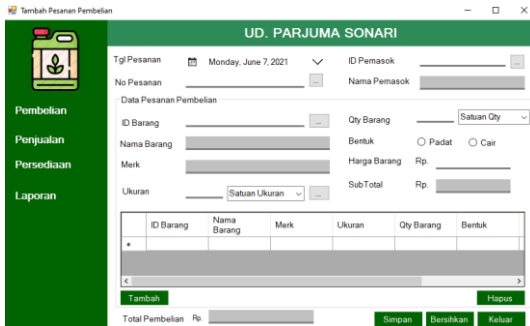 Tambah Pesanan Pembelian
UD. PARJUMA SONARI
Tgl Pesanan Monday, June 7, 2021 ID Pemasok ...
No Pesanan ... Nama Pemasok
Data Pesanan Pembelian
Pembelian
Penjualan
Persediaan
Laporan
ID Barang ... Qty Barang Satuan Qty
Nama Barang Bentuk Padat Cair
Merk Harga Barang Rp.
Ukuran Satuan Ukuran ... SubTotal Rp.
ID Barang Nama Barang Merk Ukuran Qty Barang Bentuk
Tambah Hapus
Total Pembelian Rp. Simpan Bersihkan Keluar